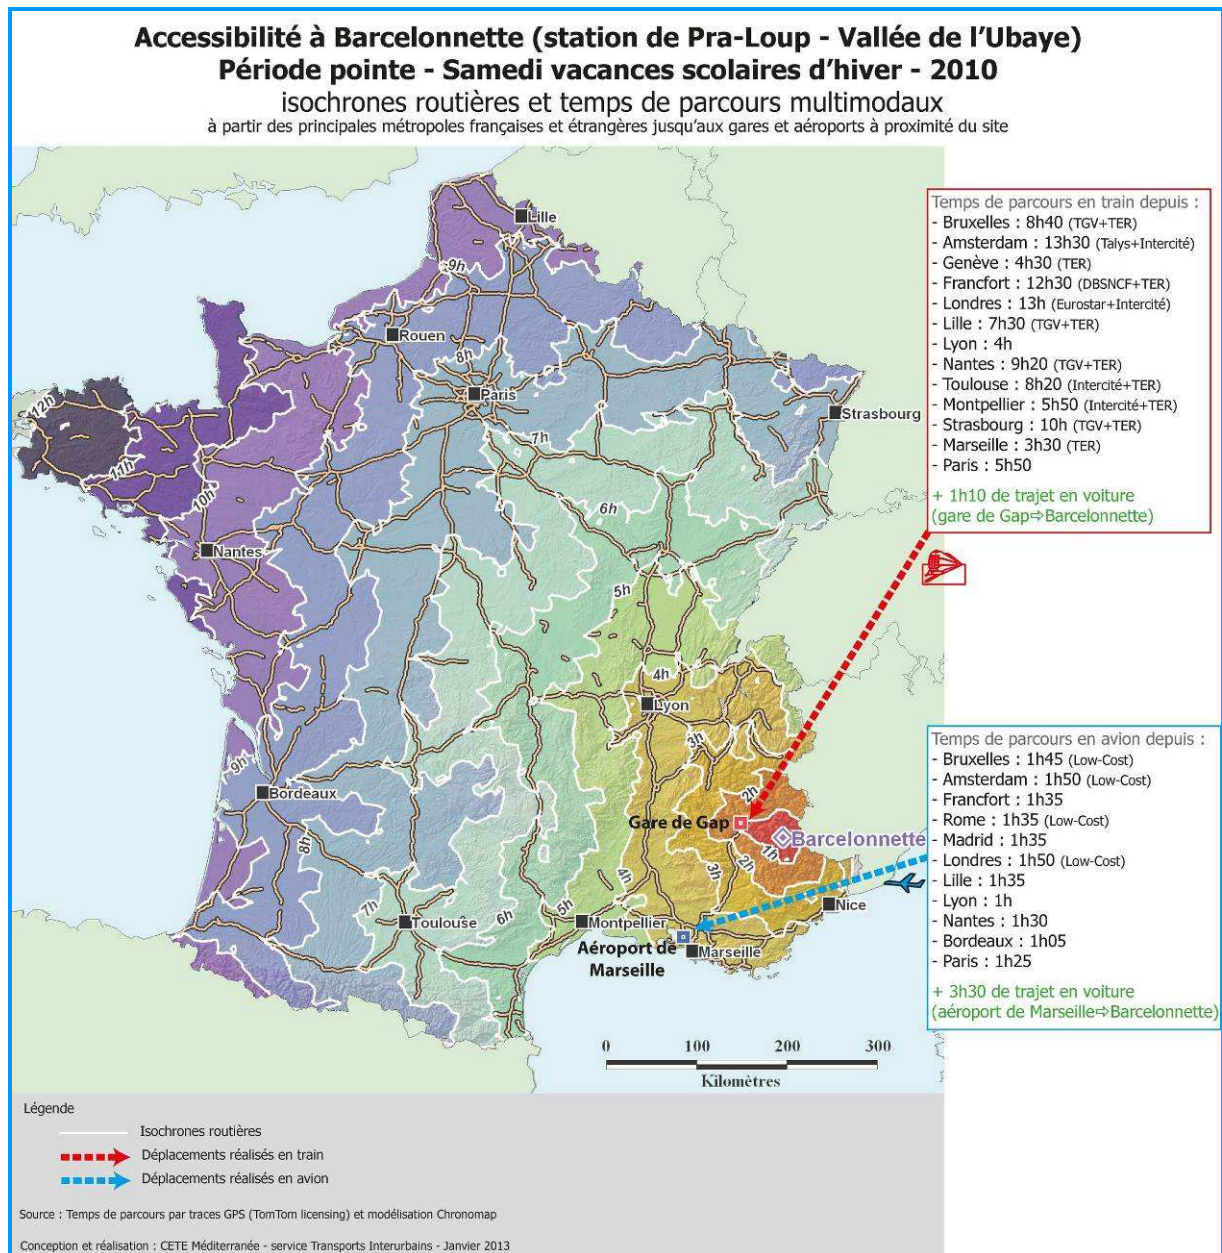 Accessibilité à Barcelonnette (station de Pra-Loup - Vallée de l'Ubaye)
Période pointe - Samedi vacances scolaires d'hiver - 2010
isochrones routières et temps de parcours multimodaux
à partir des principales métropoles françaises et étrangères jusqu'aux gares et aéroports à proximité du site
Temps de parcours en train depuis :
- Bruxelles : 8h40 (TGV+TER)
- Amsterdam : 13h30 (Talys+Intercité)
- Genève : 4h30 (TER)
- Francfort : 12h30 (DBSNCF+TER)
- Londres : 13h (Eurostar+Intercité)
- Lille : 7h30 (TGV+TER)
- Lyon : 4h
- Nantes : 9h20 (TGV+TER)
- Toulouse : 8h20 (Intercité+TER)
- Montpellier : 5h50 (Intercité+TER)
- Strasbourg : 10h (TGV+TER)
- Marseille : 3h30 (TER)
- Paris : 5h50
+ 1h10 de trajet en voiture
(gare de Gap⇨Barcelonnette)
Lille
9h
Rouen
8h
Paris
12h
Strasbourg
7h
11h
10h
6h
Nantes
5h
4h
Lyon
3h
9h
2h
Bordeaux
Gare de Gap
Barcelonnette
1h
8h
2h
3h
4h
7h
6h
5h
Nice
Toulouse
Montpellier
Aéroport de
Marseille
Marseille
Temps de parcours en avion depuis :
- Bruxelles : 1h45 (Low-Cost)
- Amsterdam : 1h50 (Low-Cost)
- Francfort : 1h35
- Rome : 1h35 (Low-Cost)
- Madrid : 1h35
- Londres : 1h50 (Low-Cost)
- Lille : 1h35
- Lyon : 1h
- Nantes : 1h30
- Bordeaux : 1h05
- Paris : 1h25
+ 3h30 de trajet en voiture
(aéroport de Marseille⇨Barcelonnette)
0 100 200 300
Kilomètres
Légende
Isochrones routières
Déplacements réalisés en train
Déplacements réalisés en avion
Source : Temps de parcours par traces GPS (TomTom licensing) et modélisation Chronomap
Conception et réalisation : CETE Méditerranée - service Transports Interurbains - Janvier 2013